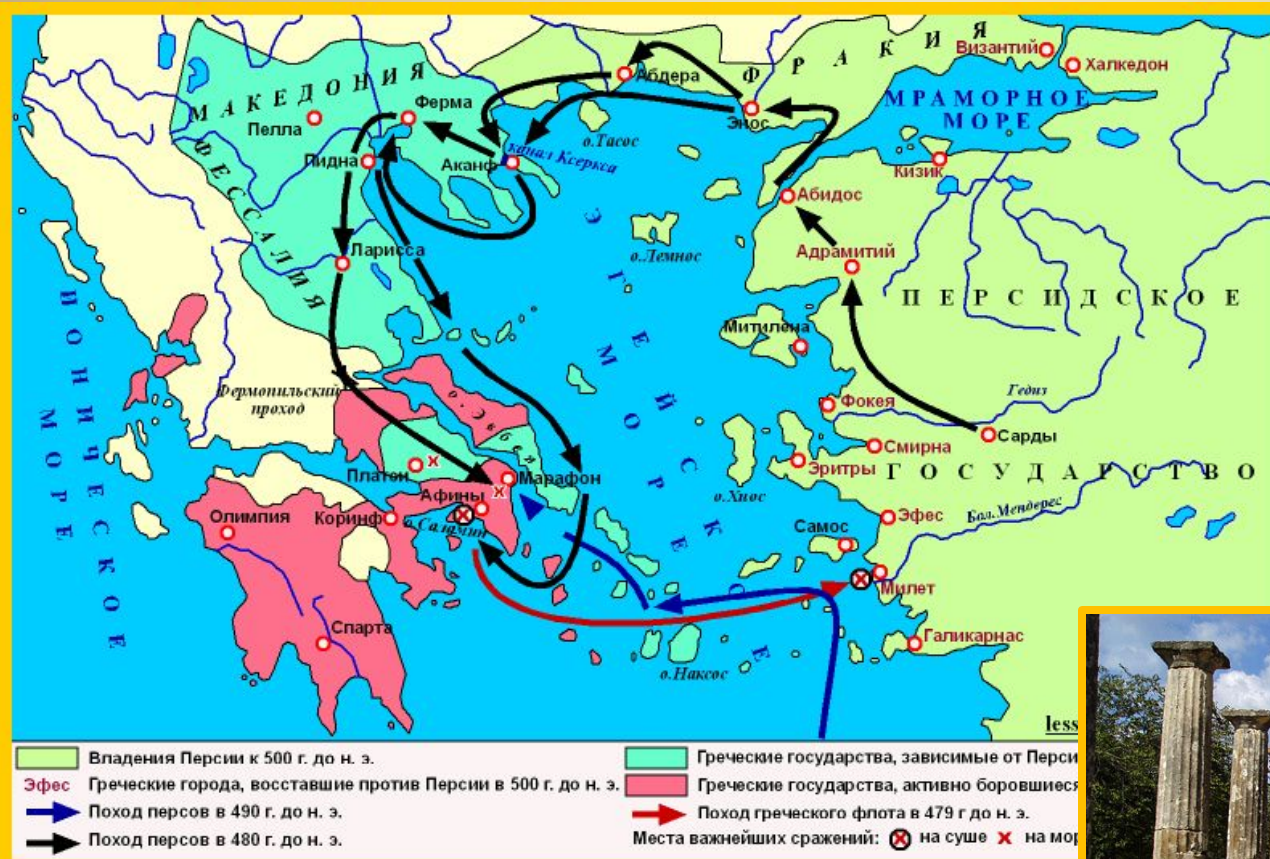 ФРАКИЯ
Византий
Халкедон
МАКЕДОНИЯ
Абдера
Ферма
Пелла
Энос
МРАМОРНОЕ
МОРЕ
о.Тасос
Пидна
Аканф
канал Ксеркса
Кизик
ФЕССАЛИЯ
Абидос
ЭГЕЙСКОЕ
МОРЕ
Ларисса
о.Лемнос
Адрамитий
ПЕРСИДСКОЕ
ИОНИЧЕСКОЕ
МОРЕ
Митилена
Фермопильский
проход
Гедиз
о.Эвбея
Фокея
Сарды
Смирна
Платеи
Марафон
Эритры
ГОСУДАРСТВО
о.Хиос
Афины
Олимпия
Коринф
о.Саламин
Эфес
Бол.Мендерес
Самос
Милет
Спарта
Галикарнас
о.Наксос
less
Владения Персии к 500 г. до н. э.
Эфес Греческие города, восставшие против Персии в 500 г. до н. э.
Поход персов в 490 г. до н. э.
Поход персов в 480 г. до н. э.
Греческие государства, зависимые от Перси
Греческие государства, активно боровшиеся
Поход греческого флота в 479 г до н. э.
Места важнейших сражений: на суше х на мор